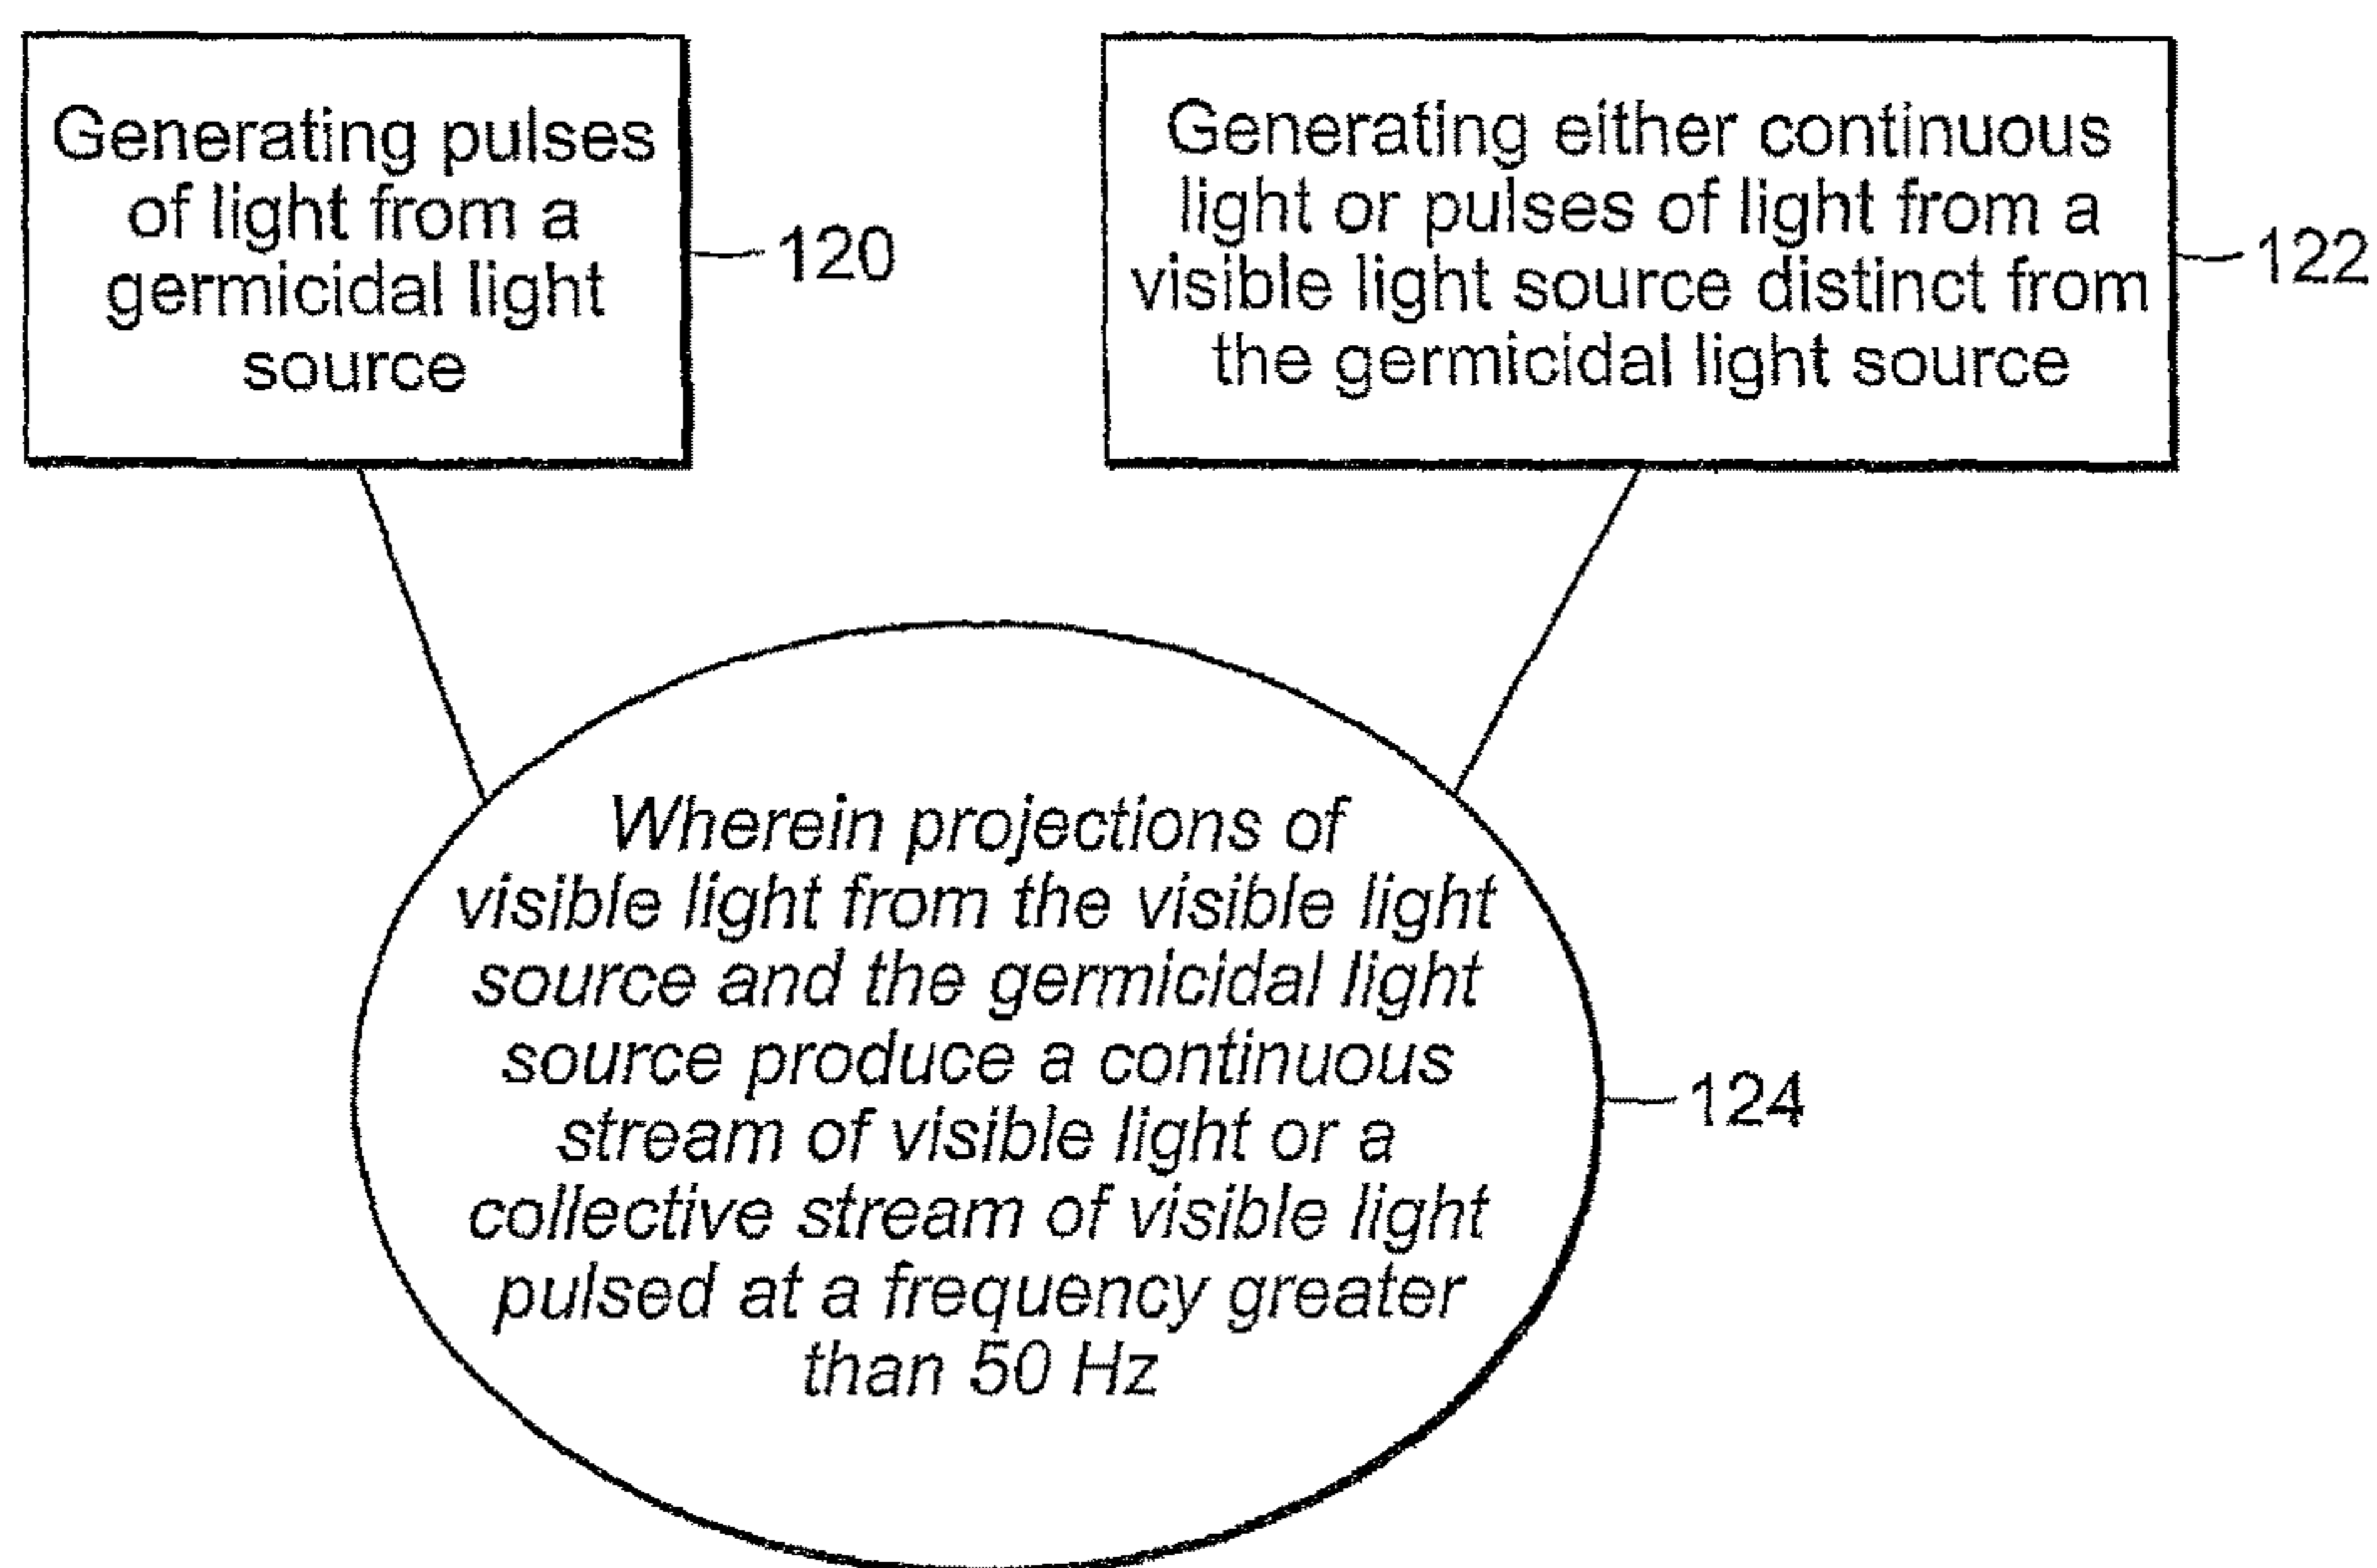 Generating pulses
of light from a
germicidal light
source
120
Generating either continuous
light or pulses of light from a
visible light source distinct from
the germicidal light source
122
Wherein projections of
visible light from the visible light
source and the germicidal light
source produce a continuous
stream of visible light or a
collective stream of visible light
pulsed at a frequency greater
than 50 Hz
124